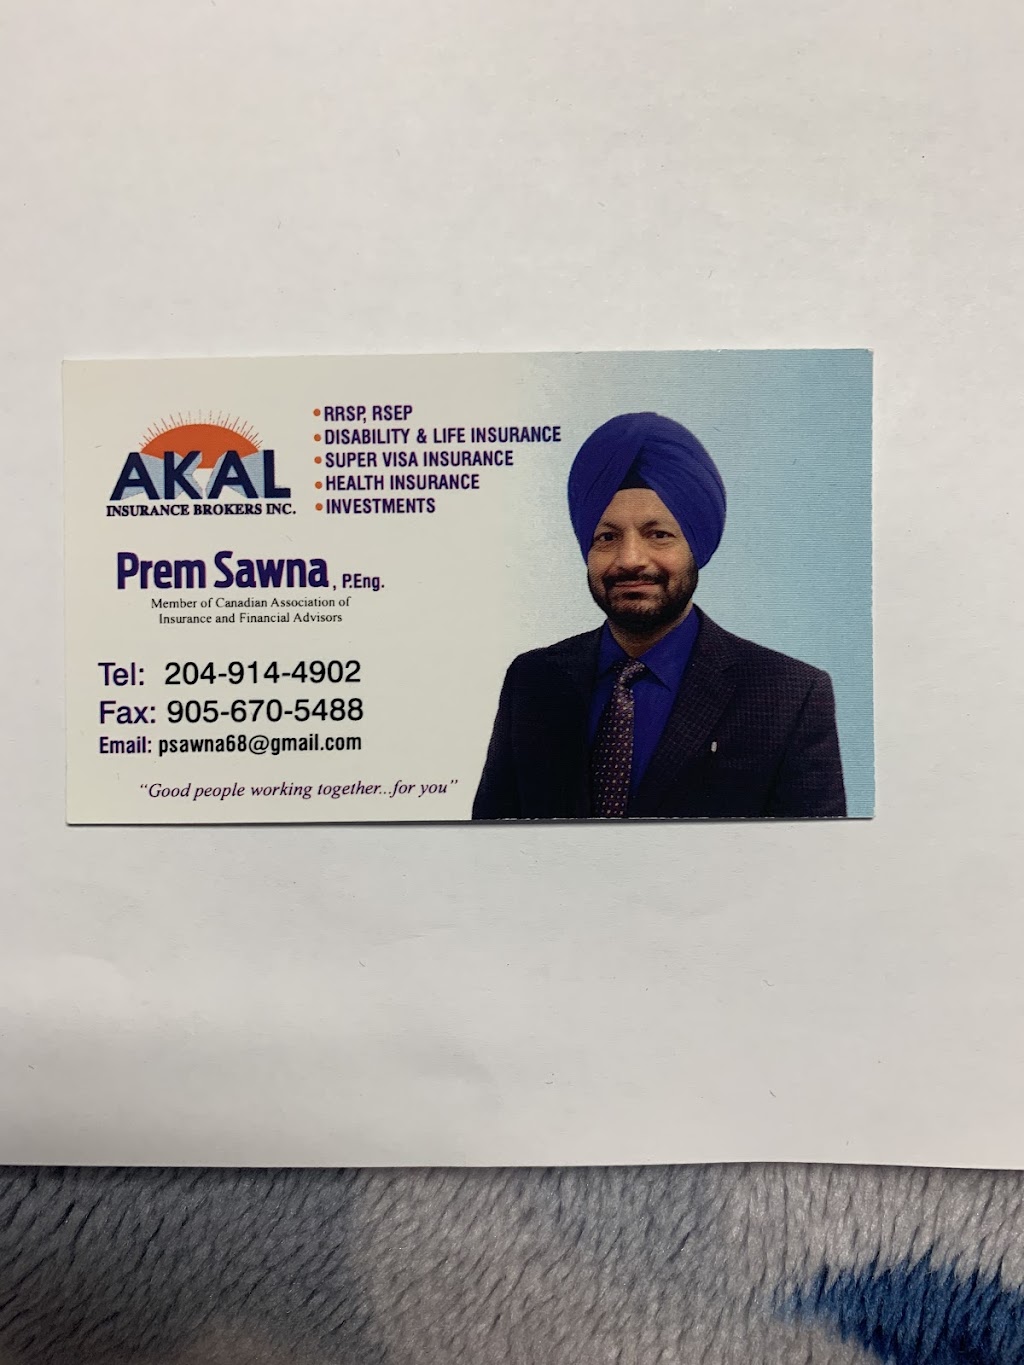 AKAL
INSURANCE BROKERS INC.
• RRSP, RSEP
• DISABILITY & LIFE INSURANCE
• SUPER VISA INSURANCE
• HEALTH INSURANCE
• INVESTMENTS
Prem Sawna, P.Eng.
Member of Canadian Association of
Insurance and Financial Advisors
Tel: 204-914-4902
Fax: 905-670-5488
Email: psawna68@gmail.com
"Good people working together...for you"